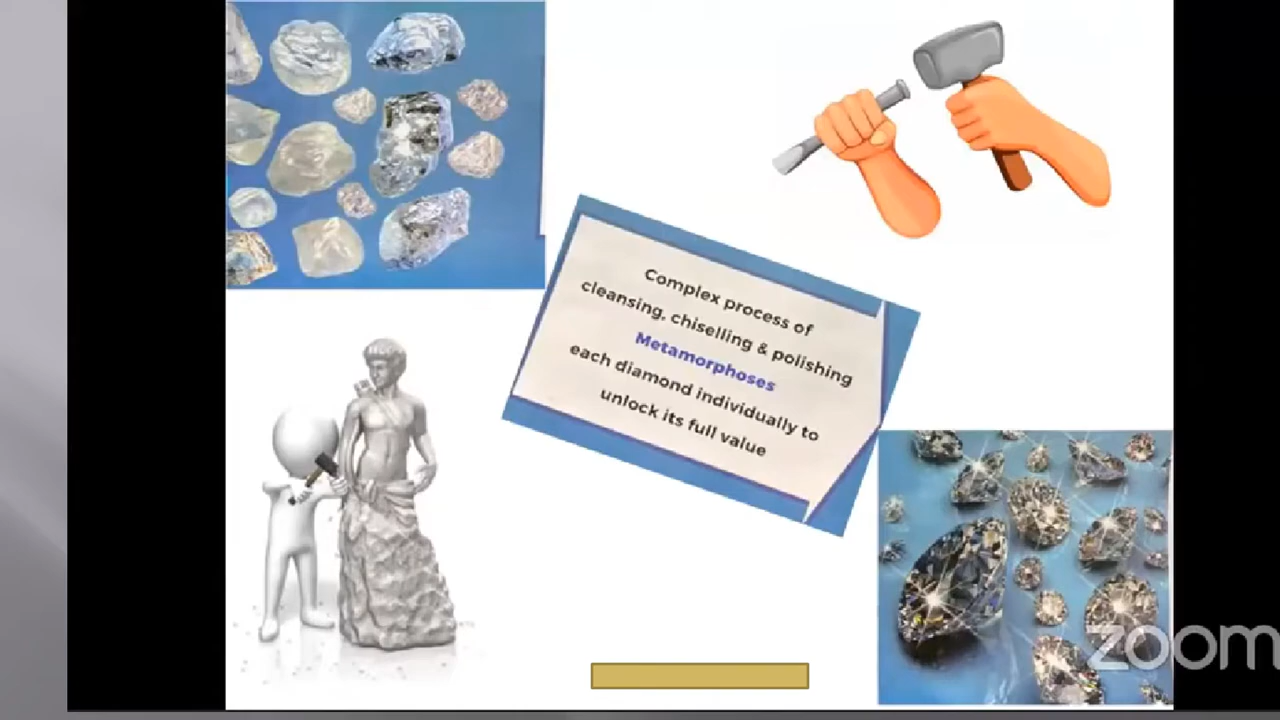 Complex process of
cleansing, chiselling & polishing
Metamorphoses
each diamond individually to
unlock its full value
zoom